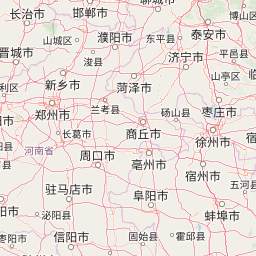 聊城市
邯郸市
长治市
博山区
山城区
濮阳市
东平县
泰安市
晋城市
浚县
济宁市
平邑县
新乡市
菏泽市
山亭区
郑州市
兰考县
砀山县
枣庄市
长葛市
商丘市
徐州市
河南省
周口市
亳州市
宿州市
驻马店市
阜阳市
五河县
泌阳县
蚌埠市
枣阳市
信阳市
固始县
霍邱县